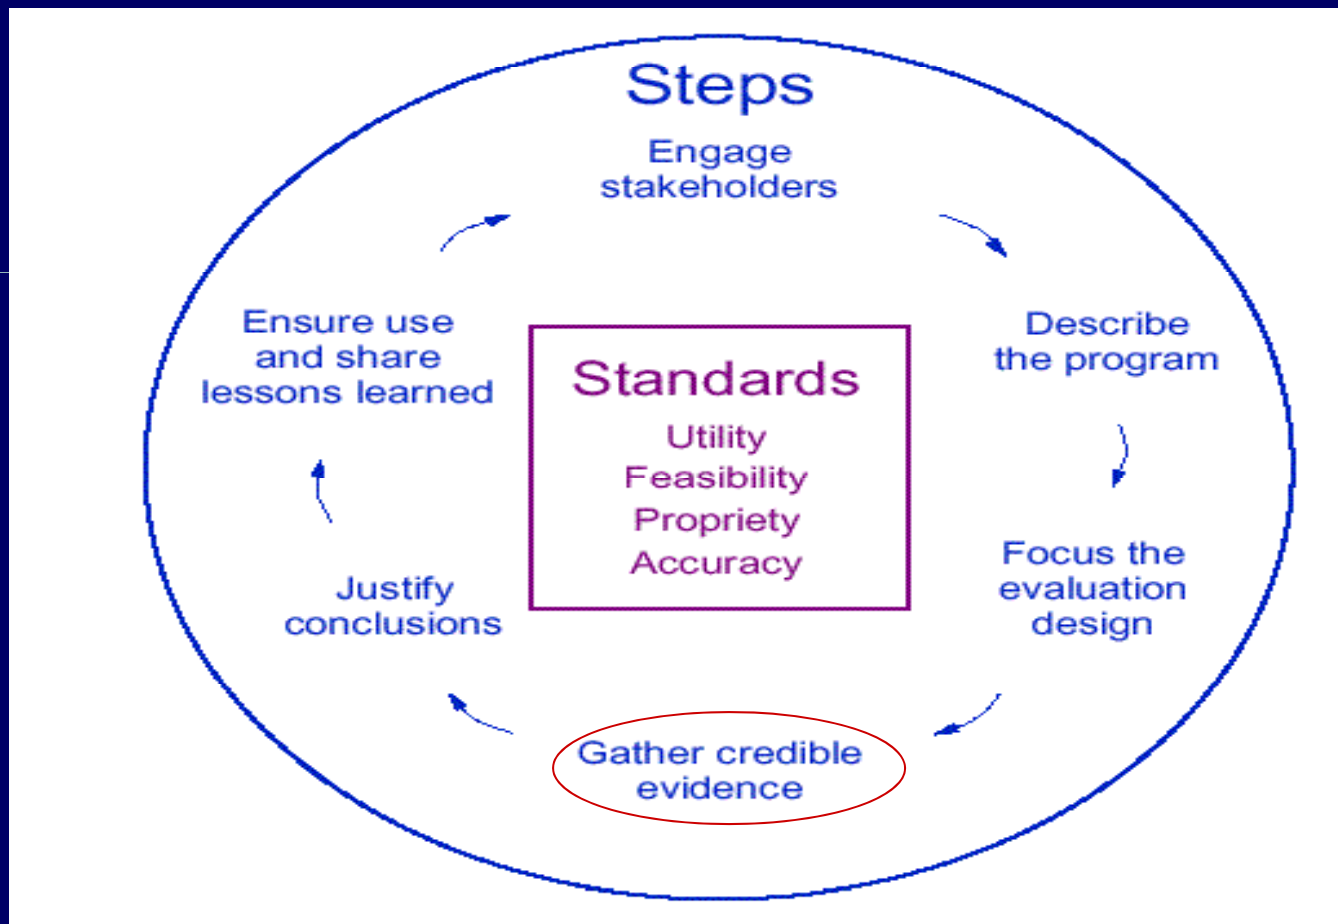 Steps
Engage
stakeholders
Describe
the program
Focus the
evaluation
design
Gather credible
evidence
Justify
conclusions
Ensure use
and share
lessons learned
Standards
Utility
Feasibility
Propriety
Accuracy